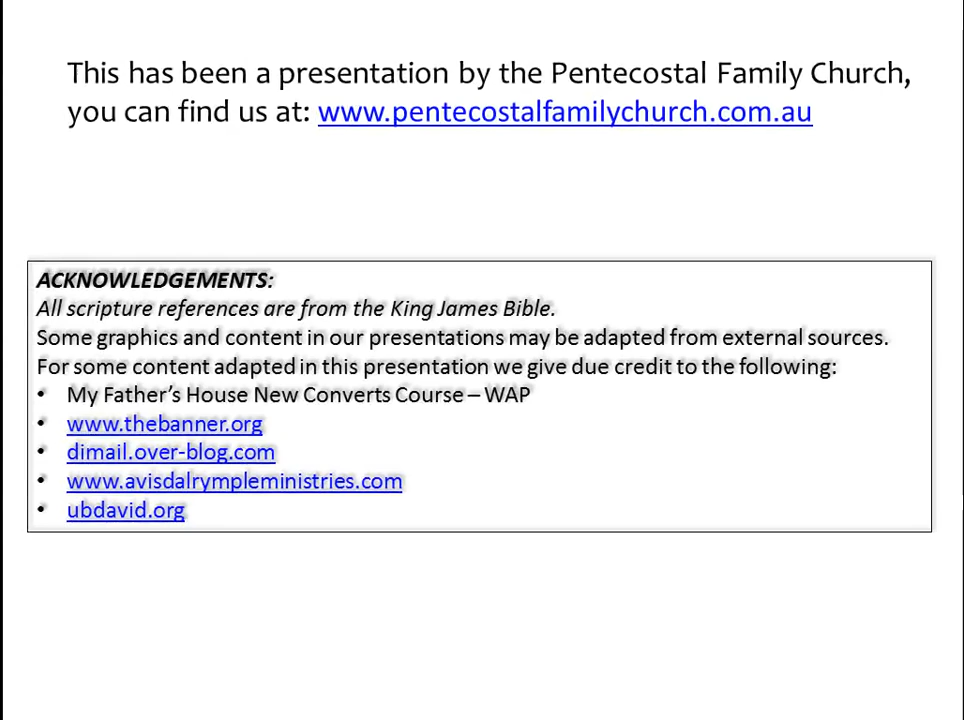 This has been a presentation by the Pentecostal Family Church,
you can find us at: www.pentecostalfamilychurch.com.au
ACKNOWLEDGEMENTS:
All scripture references are from the King James Bible.
Some graphics and content in our presentations may be adapted from external sources.
For some content adapted in this presentation we give due credit to the following:
• My Father’s House New Converts Course – WAP
• www.thebanner.org
• dimail.over-blog.com
• www.avisdalrympleministries.com
• ubdavid.org